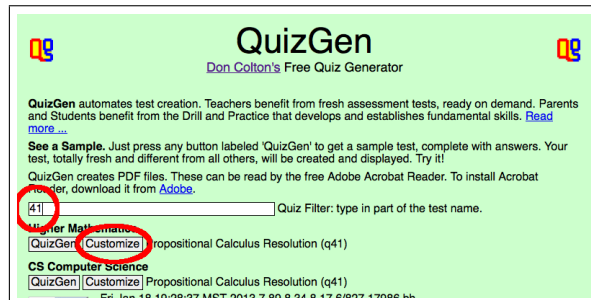 QuizGen
Don Colton's Free Quiz Generator
QuizGen automates test creation. Teachers benefit from fresh assessment tests, ready on demand. Parents
and Students benefit from the Drill and Practice that develops and establishes fundamental skills. Read
more ...
See a Sample. Just press any button labeled 'QuizGen' to get a sample test, complete with answers. Your
test, totally fresh and different from all others, will be created and displayed. Try it!
QuizGen creates PDF files. These can be read by the free Adobe Acrobat Reader. To install Acrobat
Reader, download it from Adobe.
41 Quiz Filter: type in part of the test name.
Higher Mathematics
QuizGen Customize Propositional Calculus Resolution (q41)
CS Computer Science
QuizGen Customize Propositional Calculus Resolution (q41)